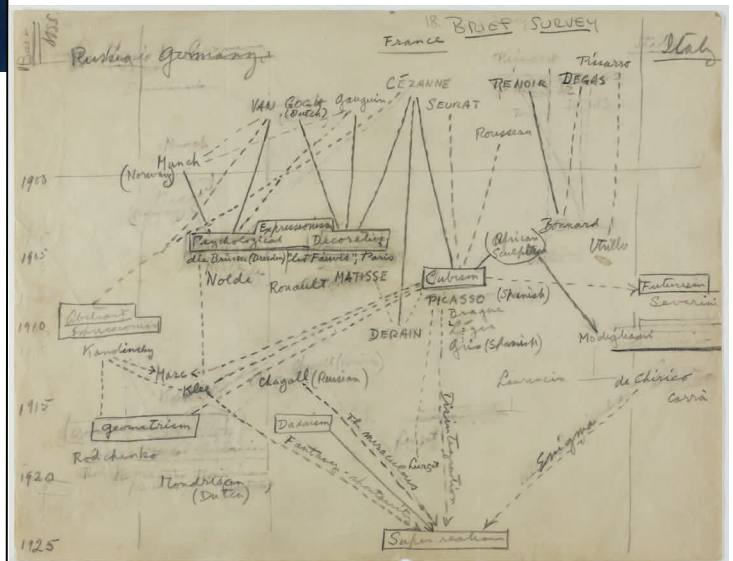 18.
BRIEF SURVEY
France
Russia
Germany
Italy
Pissarro
CÉZANNE
RENOIR
DEGAS
VAN GOGH
(Dutch)
Gauguin
SEURAT
Rousseau
Munch
(Norway)
1900
Bonnard
Utrillo
(African
Sculpture)
Expressionism
Psychological
Decorative
1905
die Brücke (Dresden)
"Les Fauves", Paris
Nolde
Rouault
MATISSE
Cubism
PICASSO (Spanish)
Braque
Léger
Gris (Spanish)
Futurism
Severini
Abstract
Expressionism
1910
DERAIN
Modigliani
Kandinsky
Marc
Klee
Chagall (Russian)
Laurencin
de Chirico
Carrà
1915
Geometrism
Dadaism
The miraculous
Disintegration
Enigma
Fantasy
Rodchenko
Lurçat
1920
Mondrian
(Dutch)
1925